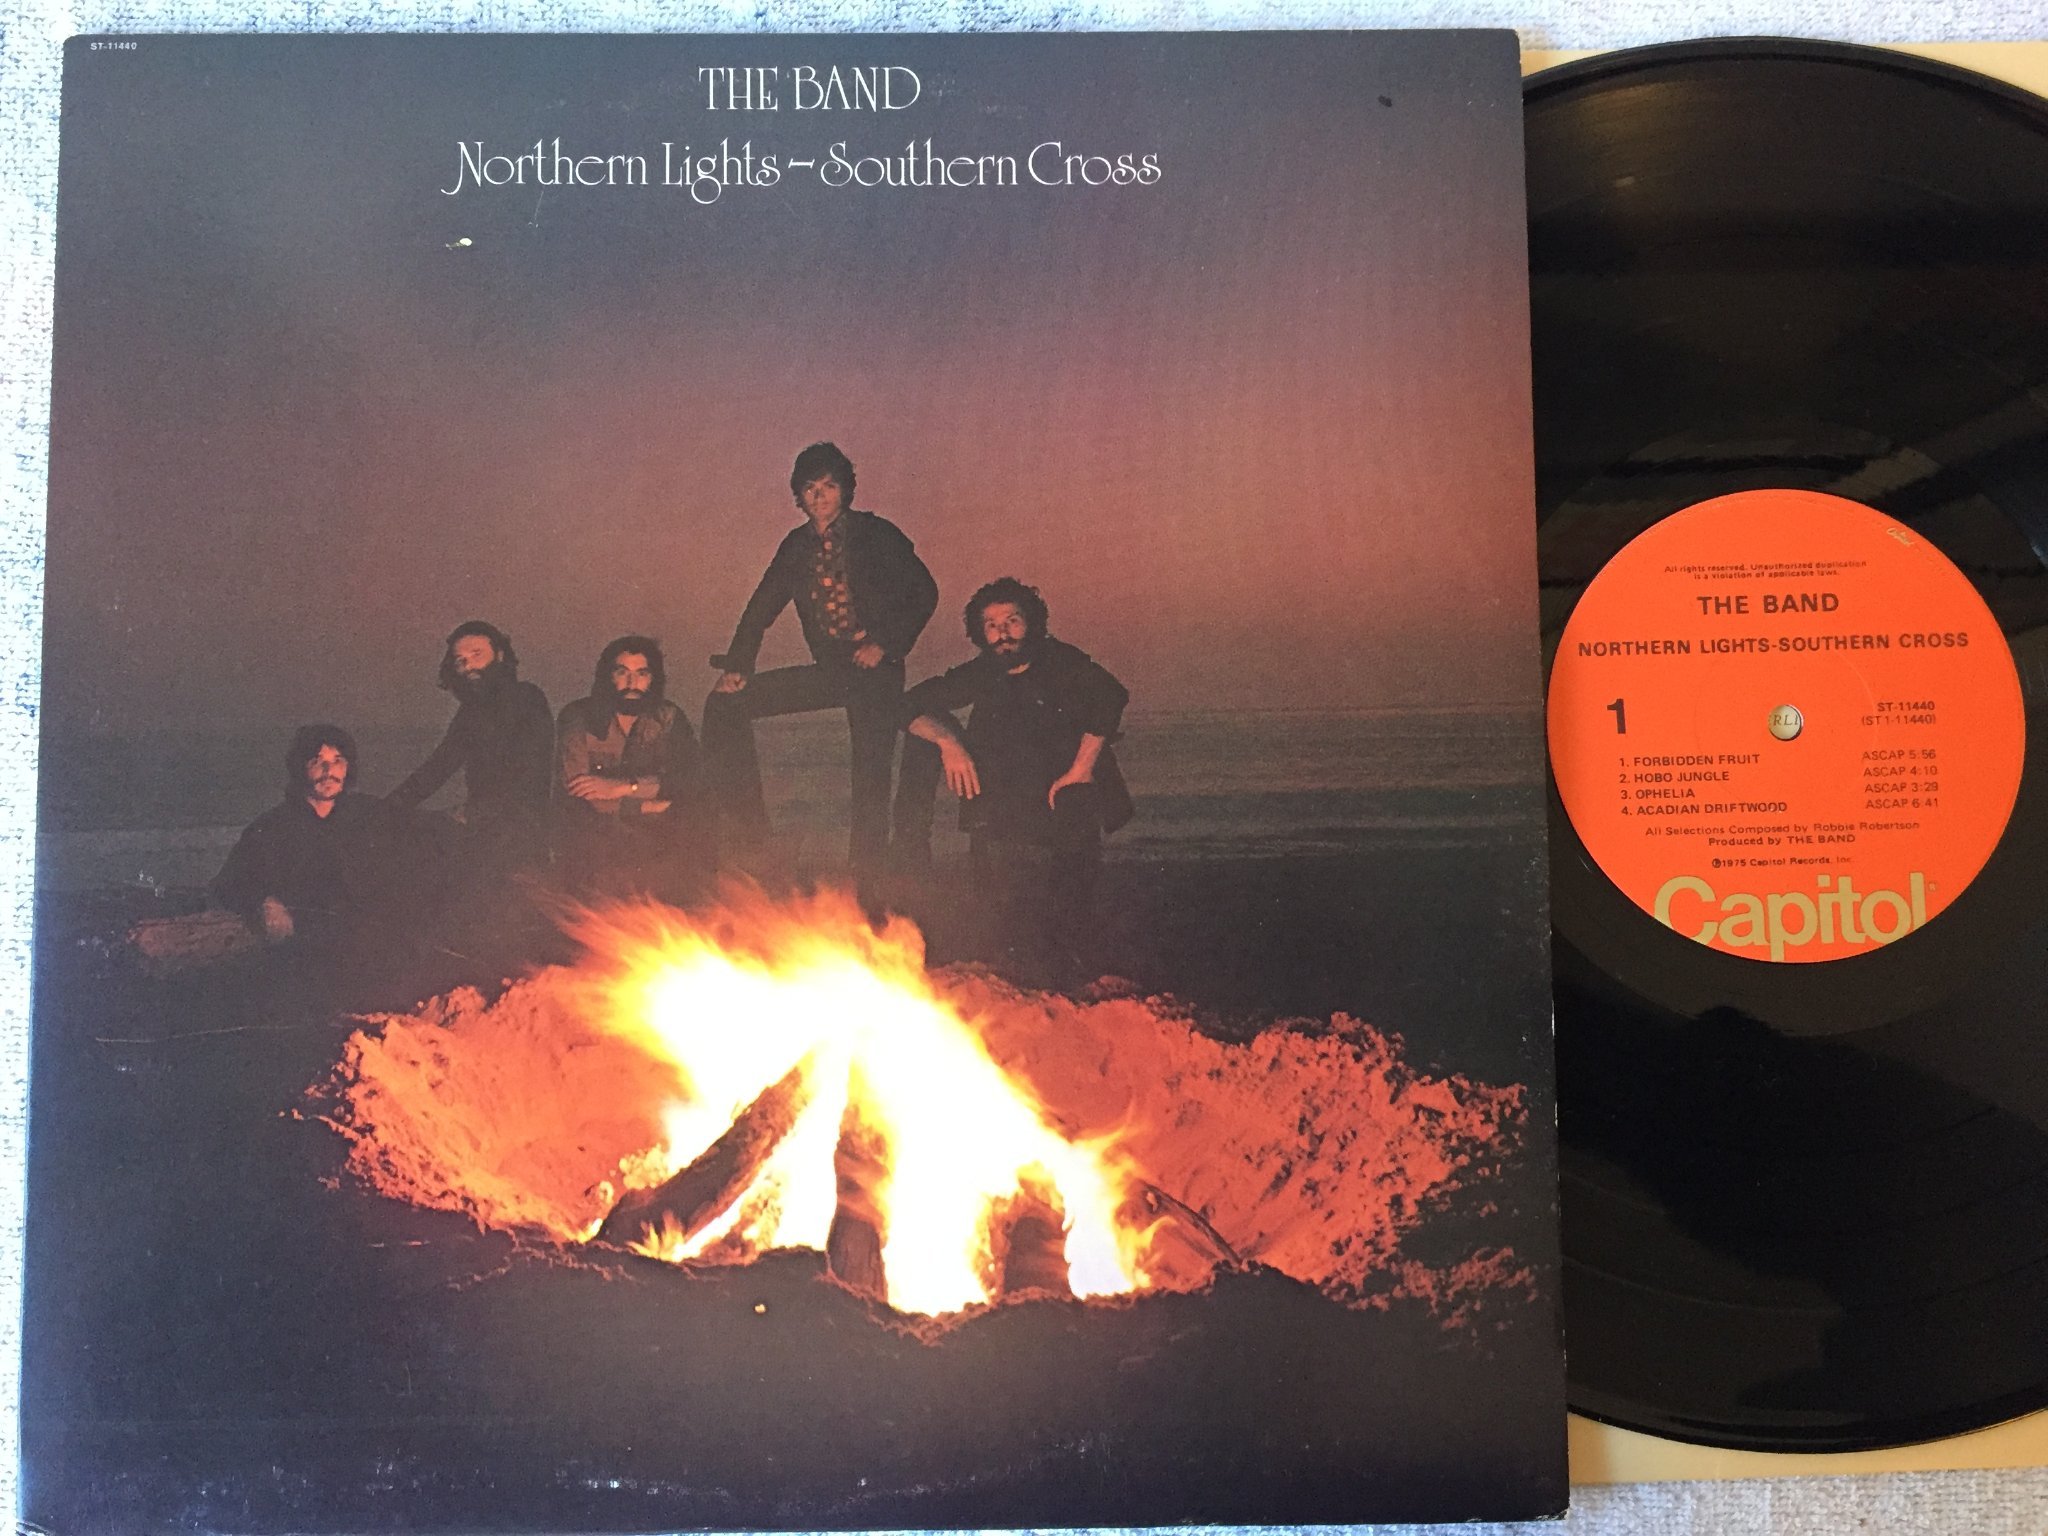 ST-11440
THE BAND
Northern Lights – Southern Cross
Capitol
All rights reserved. Unauthorized duplication
is a violation of applicable laws.
THE BAND
NORTHERN LIGHTS-SOUTHERN CROSS
1
ST-11440
(ST1-11440)
1. FORBIDDEN FRUIT ASCAP 5:56
2. HOBO JUNGLE ASCAP 4:10
3. OPHELIA ASCAP 3:29
4. ACADIAN DRIFTWOOD ASCAP 6:41
All Selections Composed by Robbie Robertson
Produced by THE BAND
℗1975 Capitol Records, Inc.
Capitol®